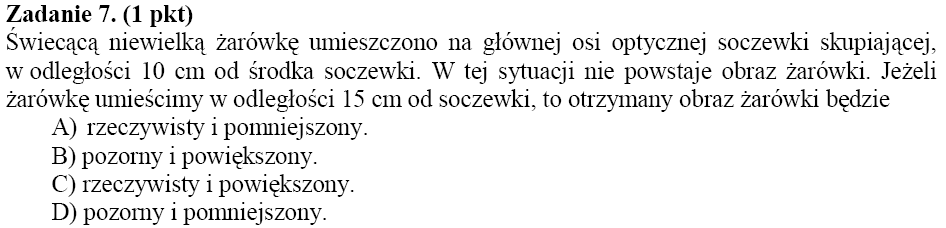 Zadanie 7. (1 pkt)
Świecącą niewielką żarówkę umieszczono na głównej osi optycznej soczewki skupiającej,
w odległości 10 cm od środka soczewki. W tej sytuacji nie powstaje obraz żarówki. Jeżeli
żarówkę umieścimy w odległości 15 cm od soczewki, to otrzymany obraz żarówki będzie
A) rzeczywisty i pomniejszony.
B) pozorny i powiększony.
C) rzeczywisty i powiększony.
D) pozorny i pomniejszony.